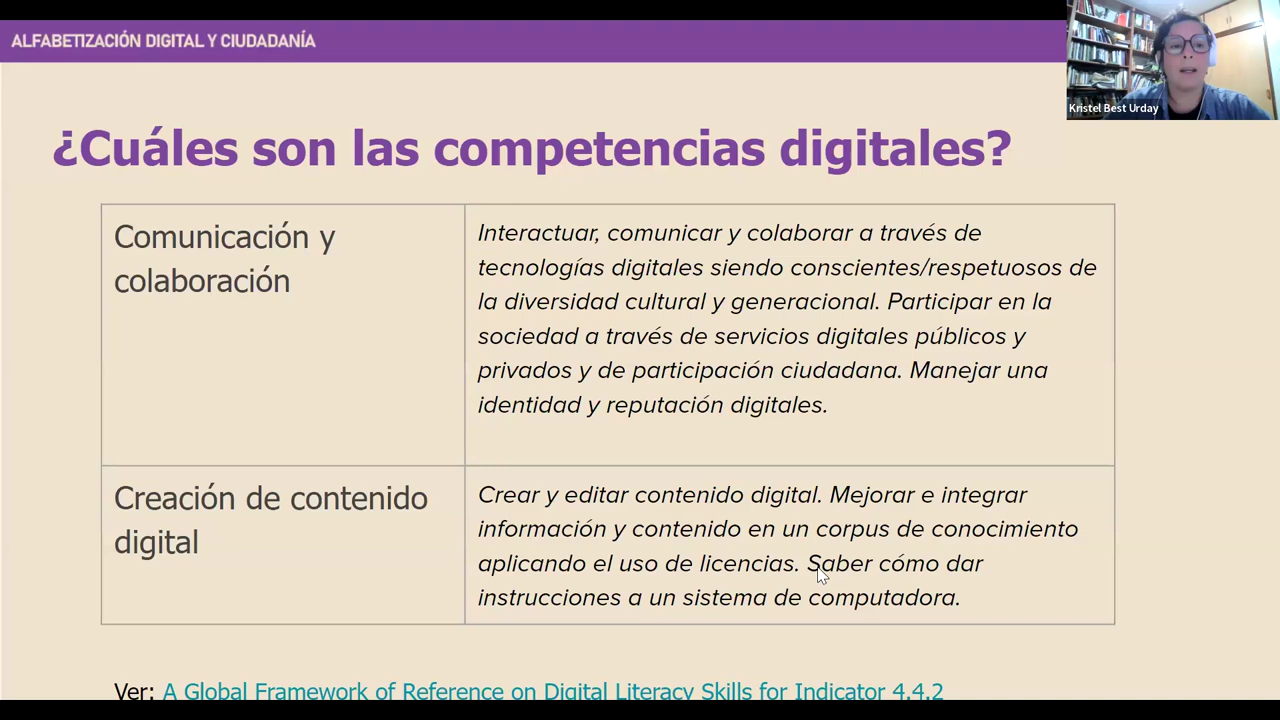 ALFABETIZACIÓN DIGITAL Y CIUDADANÍA
Kristel Best Urday
¿Cuáles son las competencias digitales?
Comunicación y
colaboración
Interactuar, comunicar y colaborar a través de
tecnologías digitales siendo conscientes/respetuosos de
la diversidad cultural y generacional. Participar en la
sociedad a través de servicios digitales públicos y
privados y de participación ciudadana. Manejar una
identidad y reputación digitales.
Creación de contenido
digital
Crear y editar contenido digital. Mejorar e integrar
información y contenido en un corpus de conocimiento
aplicando el uso de licencias. Saber cómo dar
instrucciones a un sistema de computadora.
Ver: A Global Framework of Reference on Digital Literacy Skills for Indicator 4.4.2